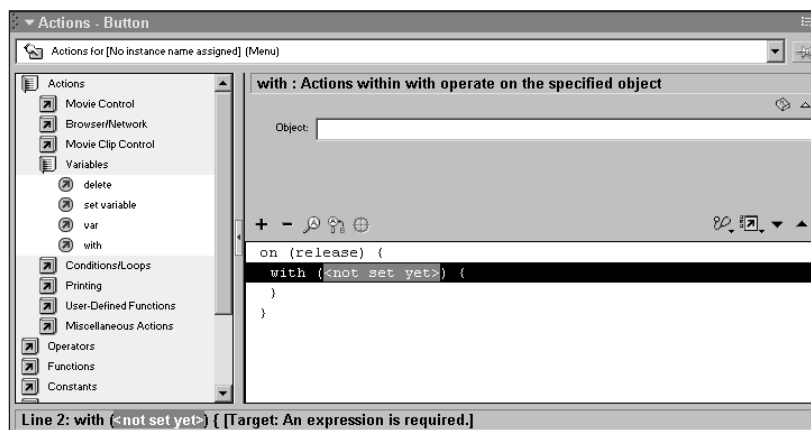 Actions - Button
Actions for [No instance name assigned] (Menu)
Actions
Movie Control
Browser/Network
Movie Clip Control
Variables
delete
set variable
var
with
Conditions/Loops
Printing
User-Defined Functions
Miscellaneous Actions
Operators
Functions
Constants
with : Actions within with operate on the specified object
Object:
on (release) {
with (<not set yet>) {
}
}
Line 2: with (<not set yet>) { [Target: An expression is required.]